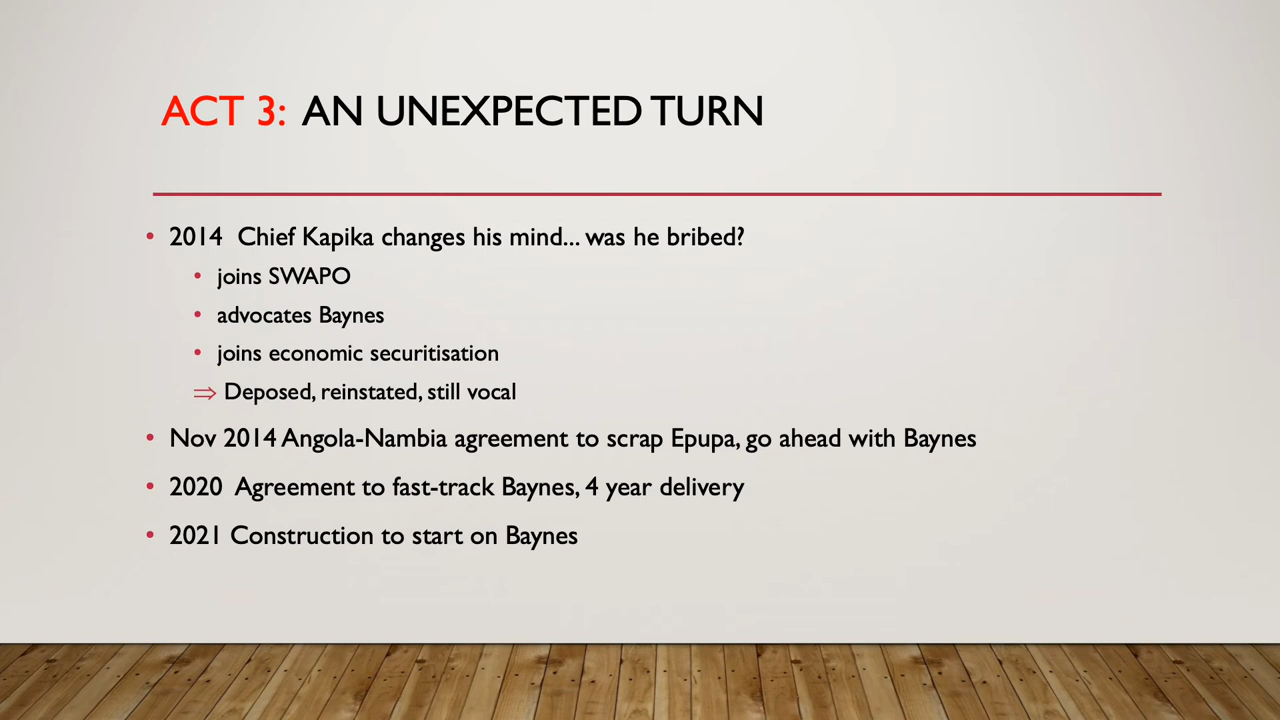 ACT 3: AN UNEXPECTED TURN
• 2014 Chief Kapika changes his mind... was he bribed?
• joins SWAPO
• advocates Baynes
• joins economic securitisation
⇒ Deposed, reinstated, still vocal
• Nov 2014 Angola-Nambia agreement to scrap Epupa, go ahead with Baynes
• 2020 Agreement to fast-track Baynes, 4 year delivery
• 2021 Construction to start on Baynes